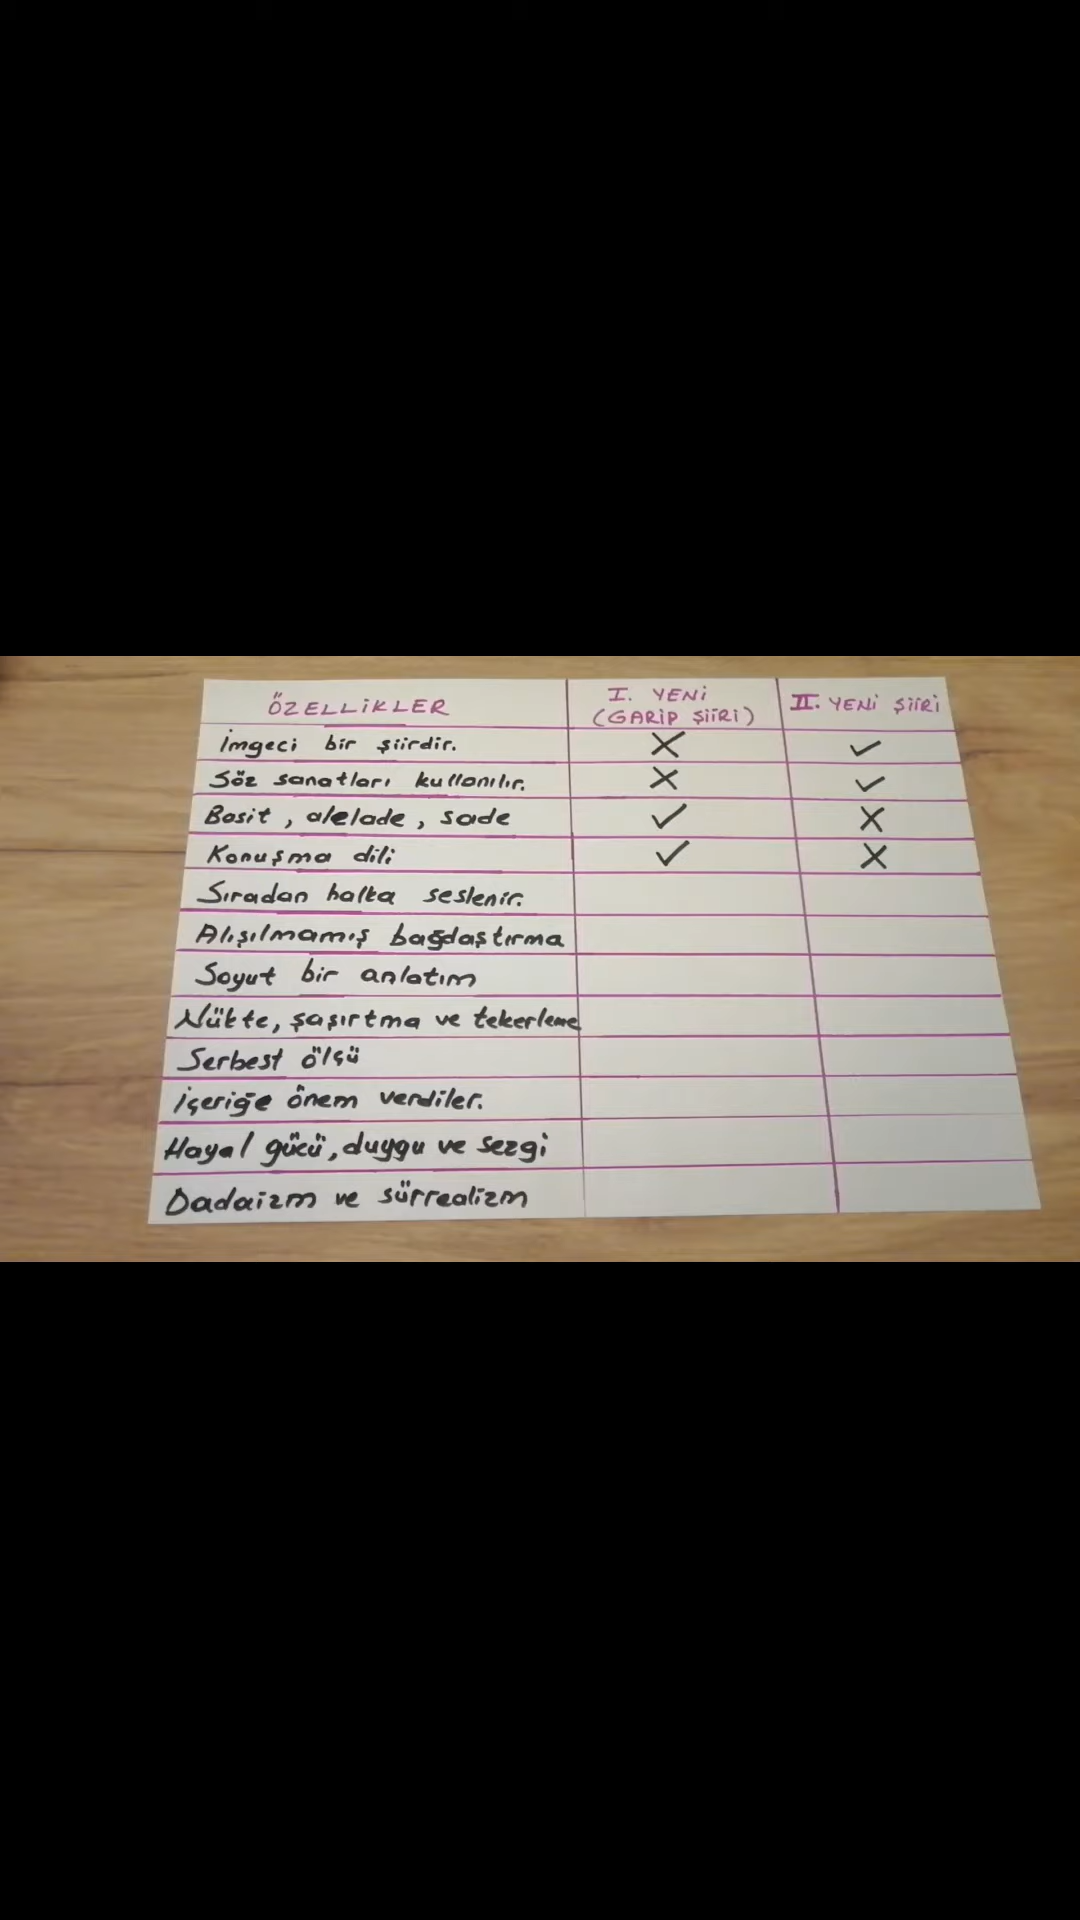 ÖZELLİKLER I. YENİ (GARİP ŞİİRİ) II. YENİ ŞİİRİ
İmgeci bir şiirdir. X ✓
Söz sanatları kullanılır. X ✓
Basit, alelade, sade ✓ X
Konuşma dili ✓ X
Sıradan halka seslenir.
Alışılmamış bağdaştırma
Soyut bir anlatım
Nükte, şaşırtma ve tekerleme
Serbest ölçü
İçeriğe önem verdiler.
Hayal gücü, duygu ve sezgi
Dadaizm ve sürrealizm